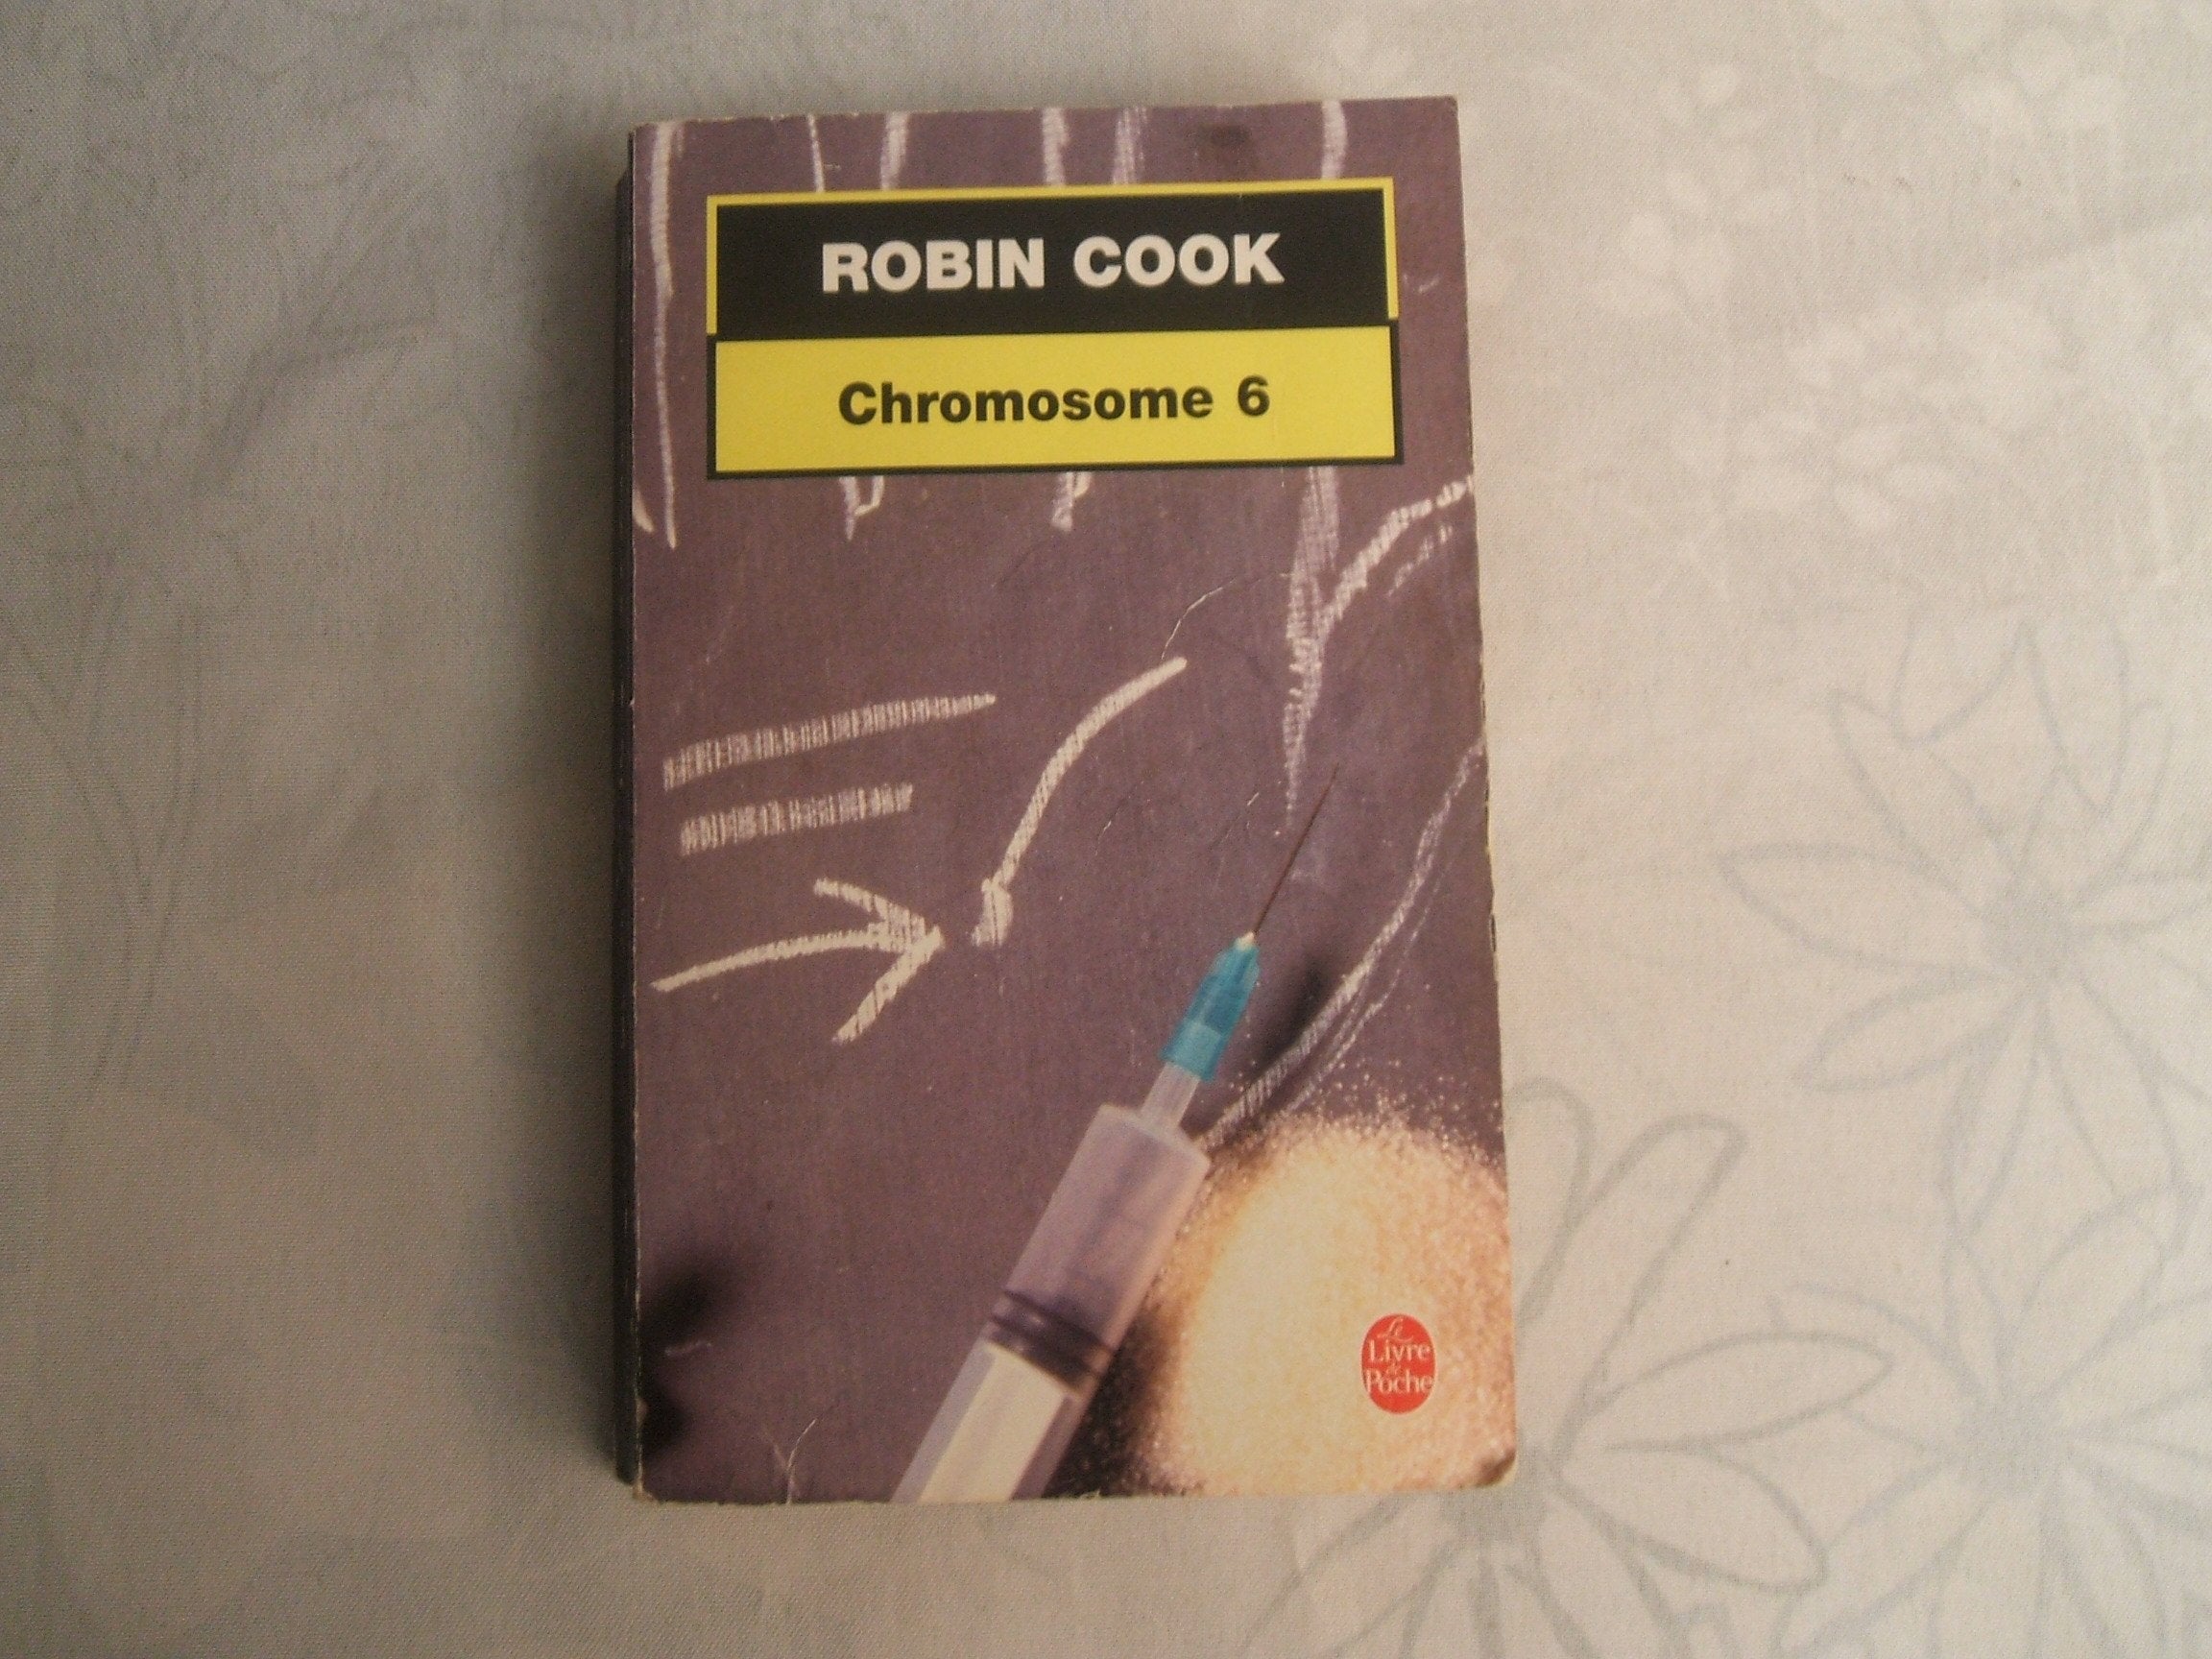 ROBIN COOK
Chromosome 6
Le
Livre
de
Poche